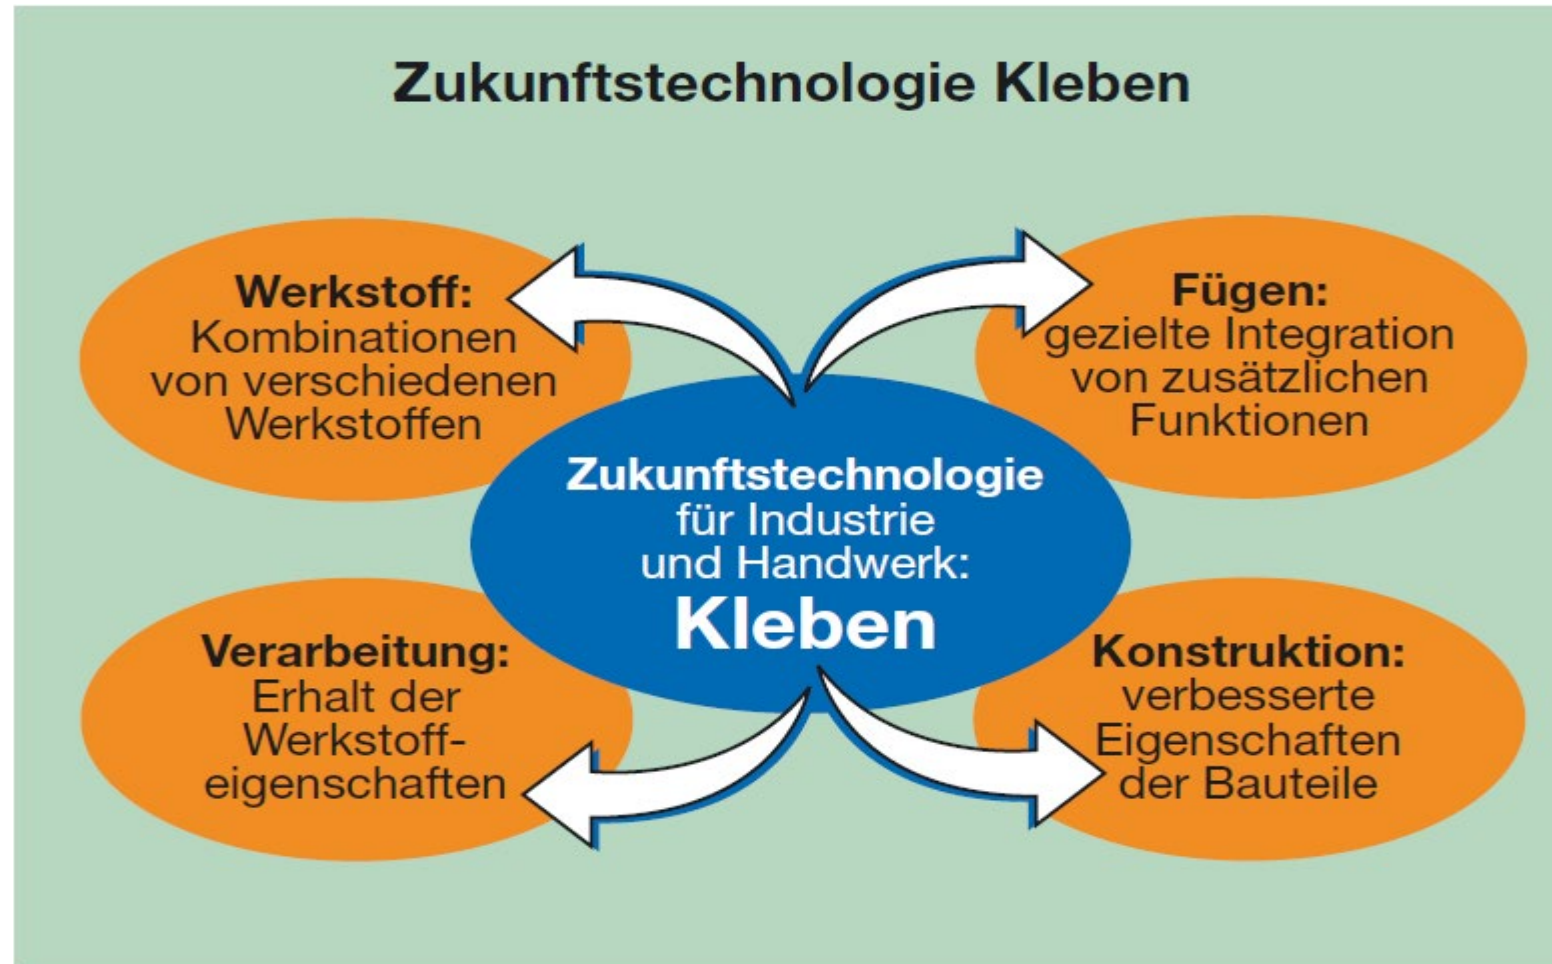 Zukunftstechnologie Kleben
Werkstoff:
Kombinationen
von verschiedenen
Werkstoffen
Fügen:
gezielte Integration
von zusätzlichen
Funktionen
Zukunftstechnologie
für Industrie
und Handwerk:
Kleben
Verarbeitung:
Erhalt der
Werkstoff-
eigenschaften
Konstruktion:
verbesserte
Eigenschaften
der Bauteile